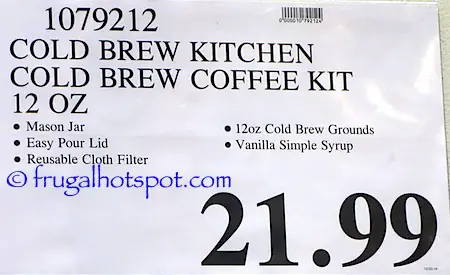 1079212
COLD BREW KITCHEN
COLD BREW COFFEE KIT
12 OZ
• Mason Jar
• Easy Pour Lid
• Reusable Cloth Filter
• 12oz Cold Brew Grounds
• Vanilla Simple Syrup
© frugalhotspot.com
21.99